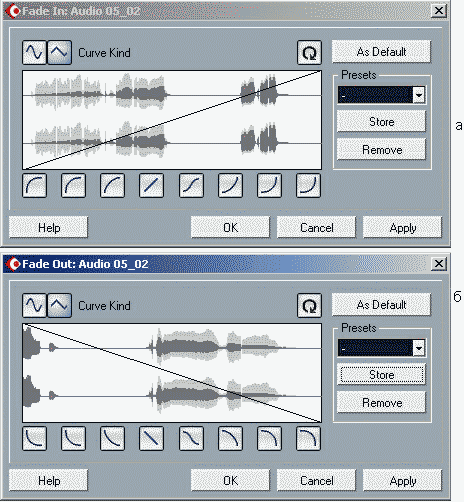 Fade In: Audio 05_02
Curve Kind
As Default
Presets
-
Store
Remove
Help
OK
Cancel
Apply
а
Fade Out: Audio 05_02
Curve Kind
As Default
Presets
-
Store
Remove
Help
OK
Cancel
Apply
б